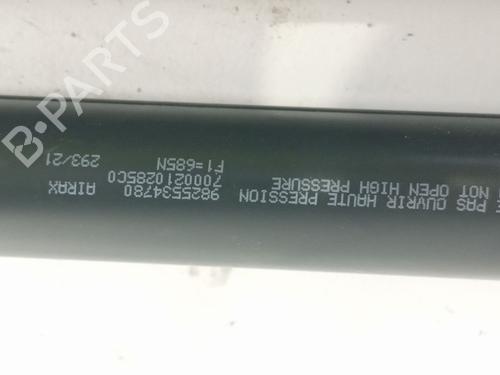 PAS OUVRIR HAUTE PRESSION
NOT OPEN HIGH PRESSURE
9825534780 AIRAX
7000210285C0
F1=685N 293/21
B PARTS